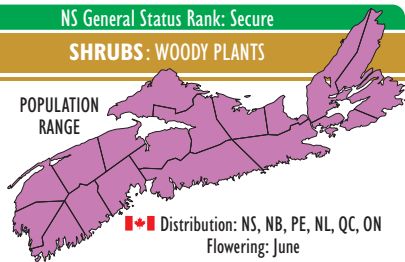 NS General Status Rank: Secure
SHRUBS: WOODY PLANTS
POPULATION
RANGE
Distribution: NS, NB, PE, NL, QC, ON
Flowering: June